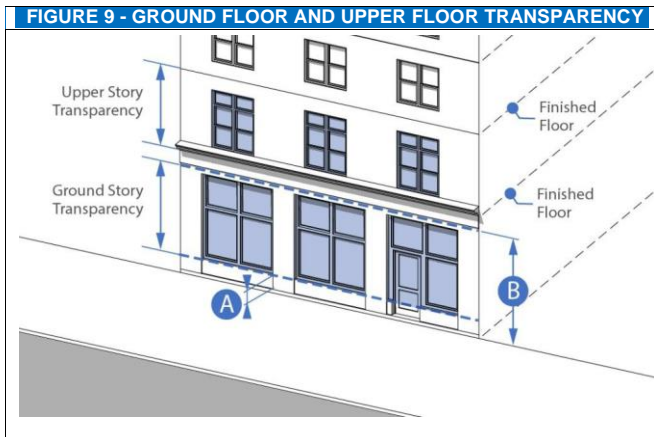 FIGURE 9 - GROUND FLOOR AND UPPER FLOOR TRANSPARENCY
Upper Story
Transparency
Finished
Floor
Ground Story
Transparency
Finished
Floor
A
B